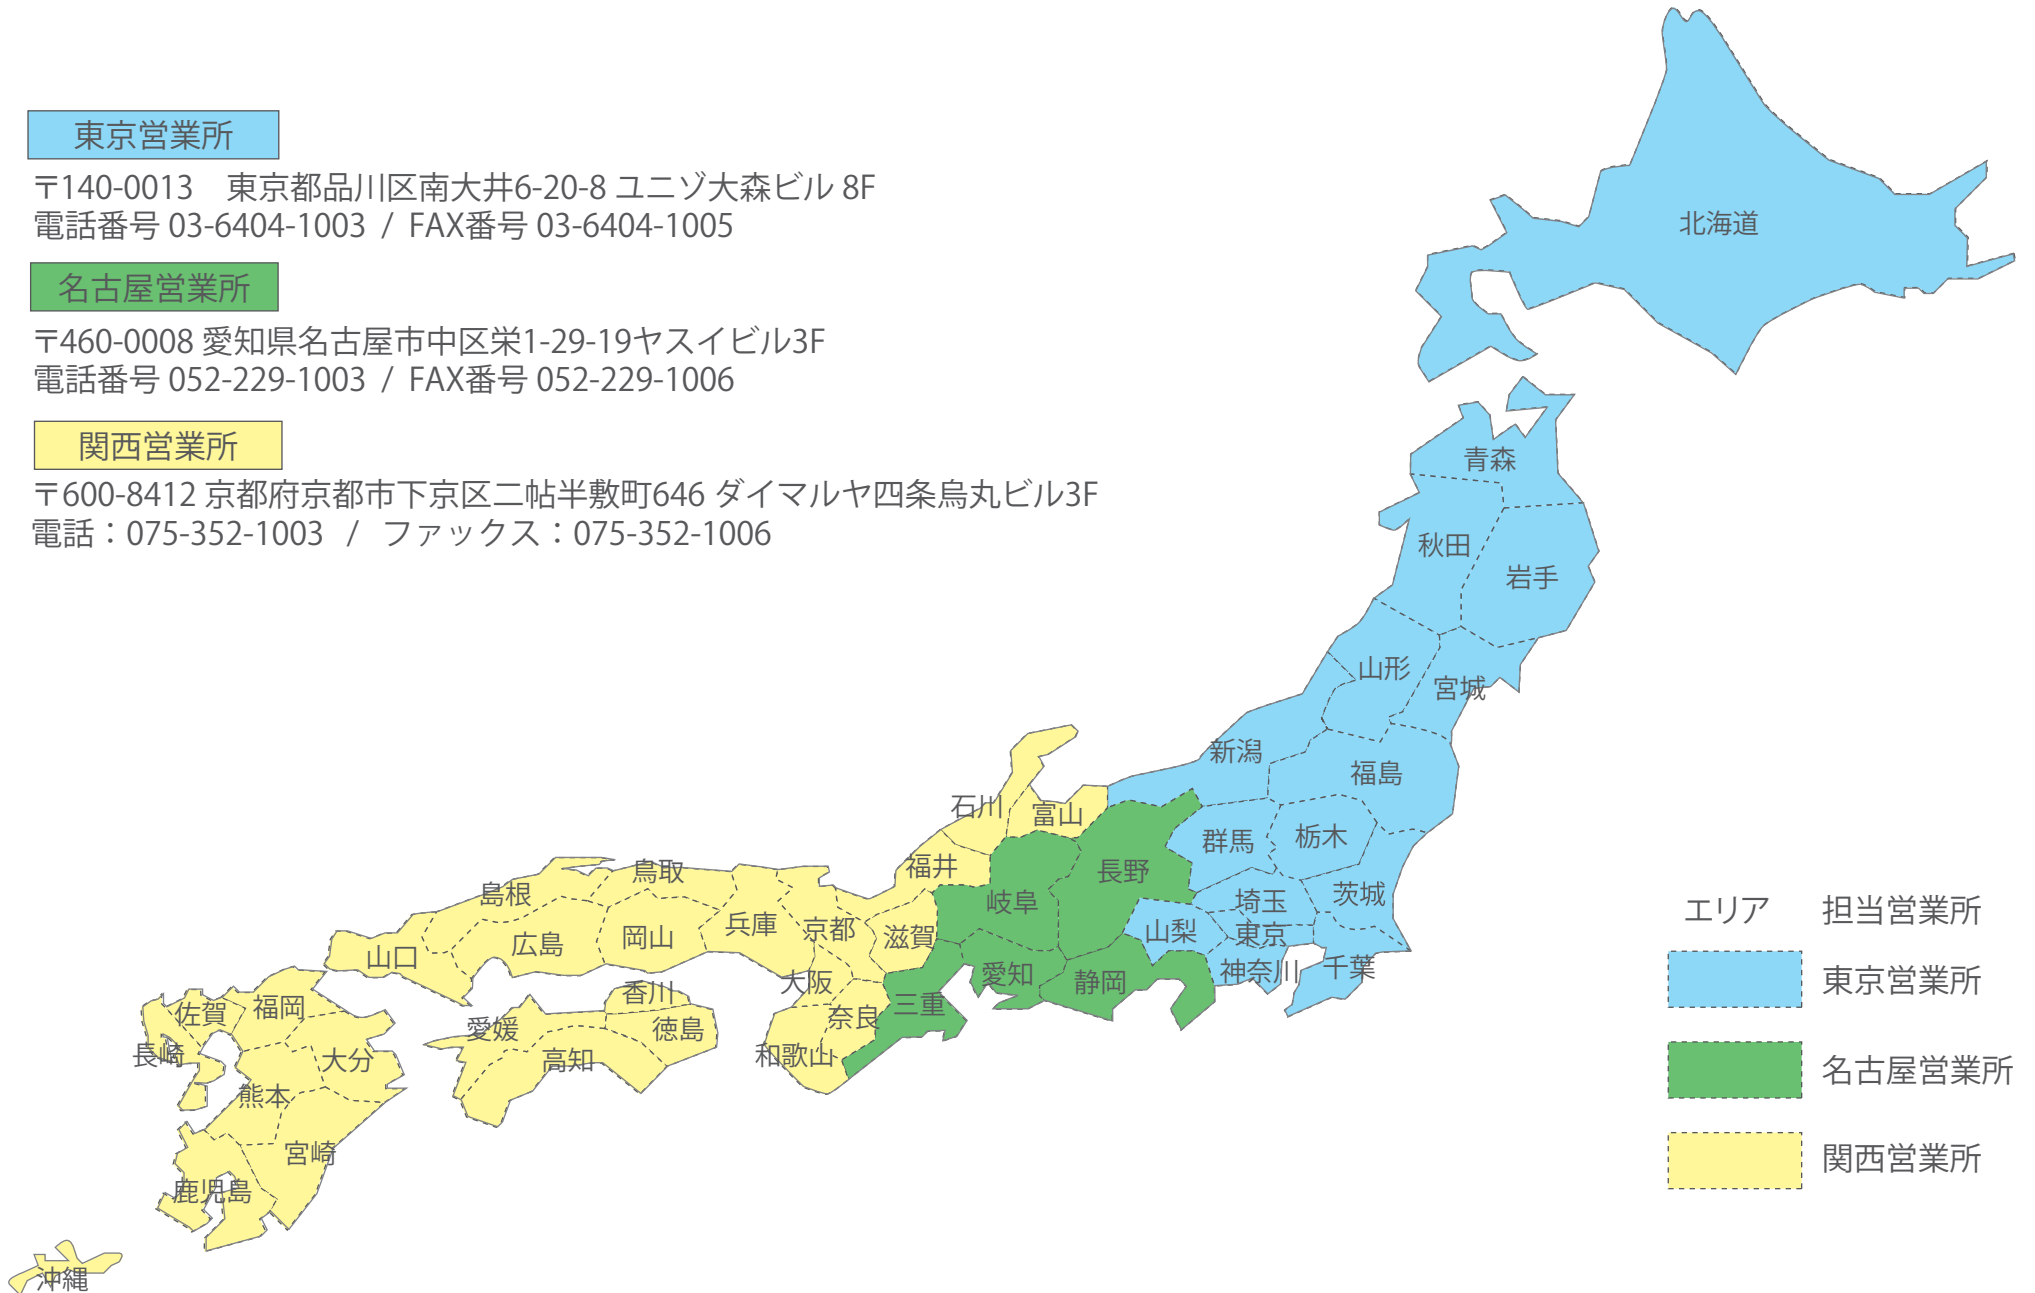 東京営業所
〒140-0013　東京都品川区南大井6-20-8 ユニゾ大森ビル 8F
電話番号 03-6404-1003 / FAX番号 03-6404-1005
名古屋営業所
〒460-0008 愛知県名古屋市中区栄1-29-19ヤスイビル3F
電話番号 052-229-1003 / FAX番号 052-229-1006
関西営業所
〒600-8412 京都府京都市下京区二帖半敷町646 ダイマルヤ四条烏丸ビル3F
電話：075-352-1003 / ファックス：075-352-1006
北海道
青森
秋田
岩手
山形
宮城
新潟
福島
石川
富山
群馬
栃木
福井
長野
鳥取
島根
岐阜
埼玉
茨城
山口
広島
岡山
兵庫
京都
滋賀
山梨
東京
大阪
愛知
静岡
神奈川
千葉
香川
三重
奈良
佐賀
福岡
愛媛
徳島
長崎
大分
高知
和歌山
熊本
宮崎
鹿児島
沖縄
エリア　担当営業所
東京営業所
名古屋営業所
関西営業所